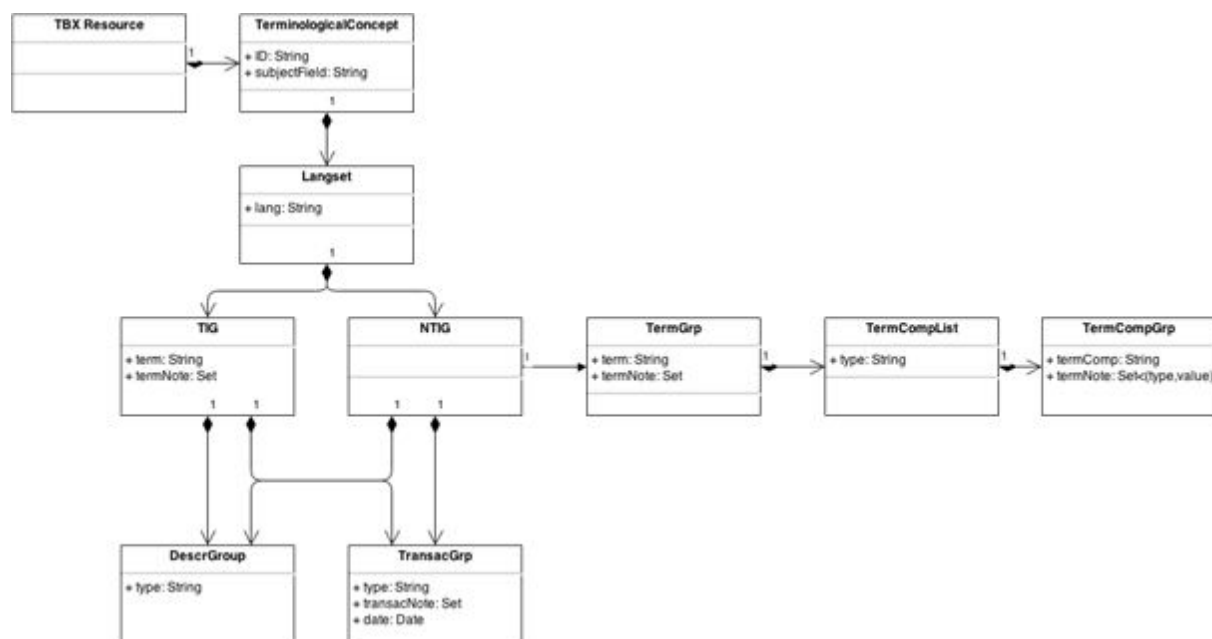 TBX Resource
TerminologicalConcept
+ ID: String
+ subjectField: String
1
1
Langset
+ lang: String
1
TIG
+ term: String
+ termNote: Set
1 1
NTIG
1
1 1
TermGrp
+ term: String
+ termNote: Set
1
TermCompList
+ type: String
1
TermCompGrp
+ termComp: String
+ termNote: Set<(type,value)
DescrGroup
+ type: String
TransacGrp
+ type: String
+ transacNote: Set
+ date: Date